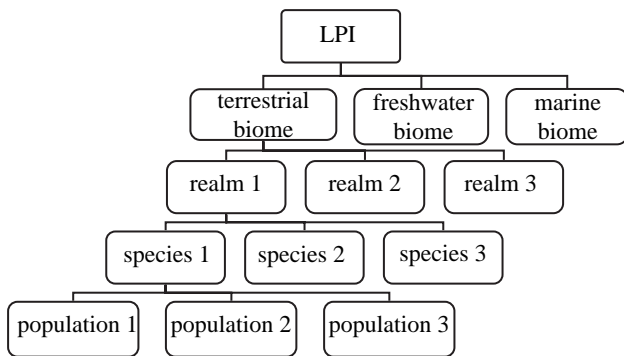 LPI
terrestrial
biome
freshwater
biome
marine
biome
realm 1
realm 2
realm 3
species 1
species 2
species 3
population 1
population 2
population 3